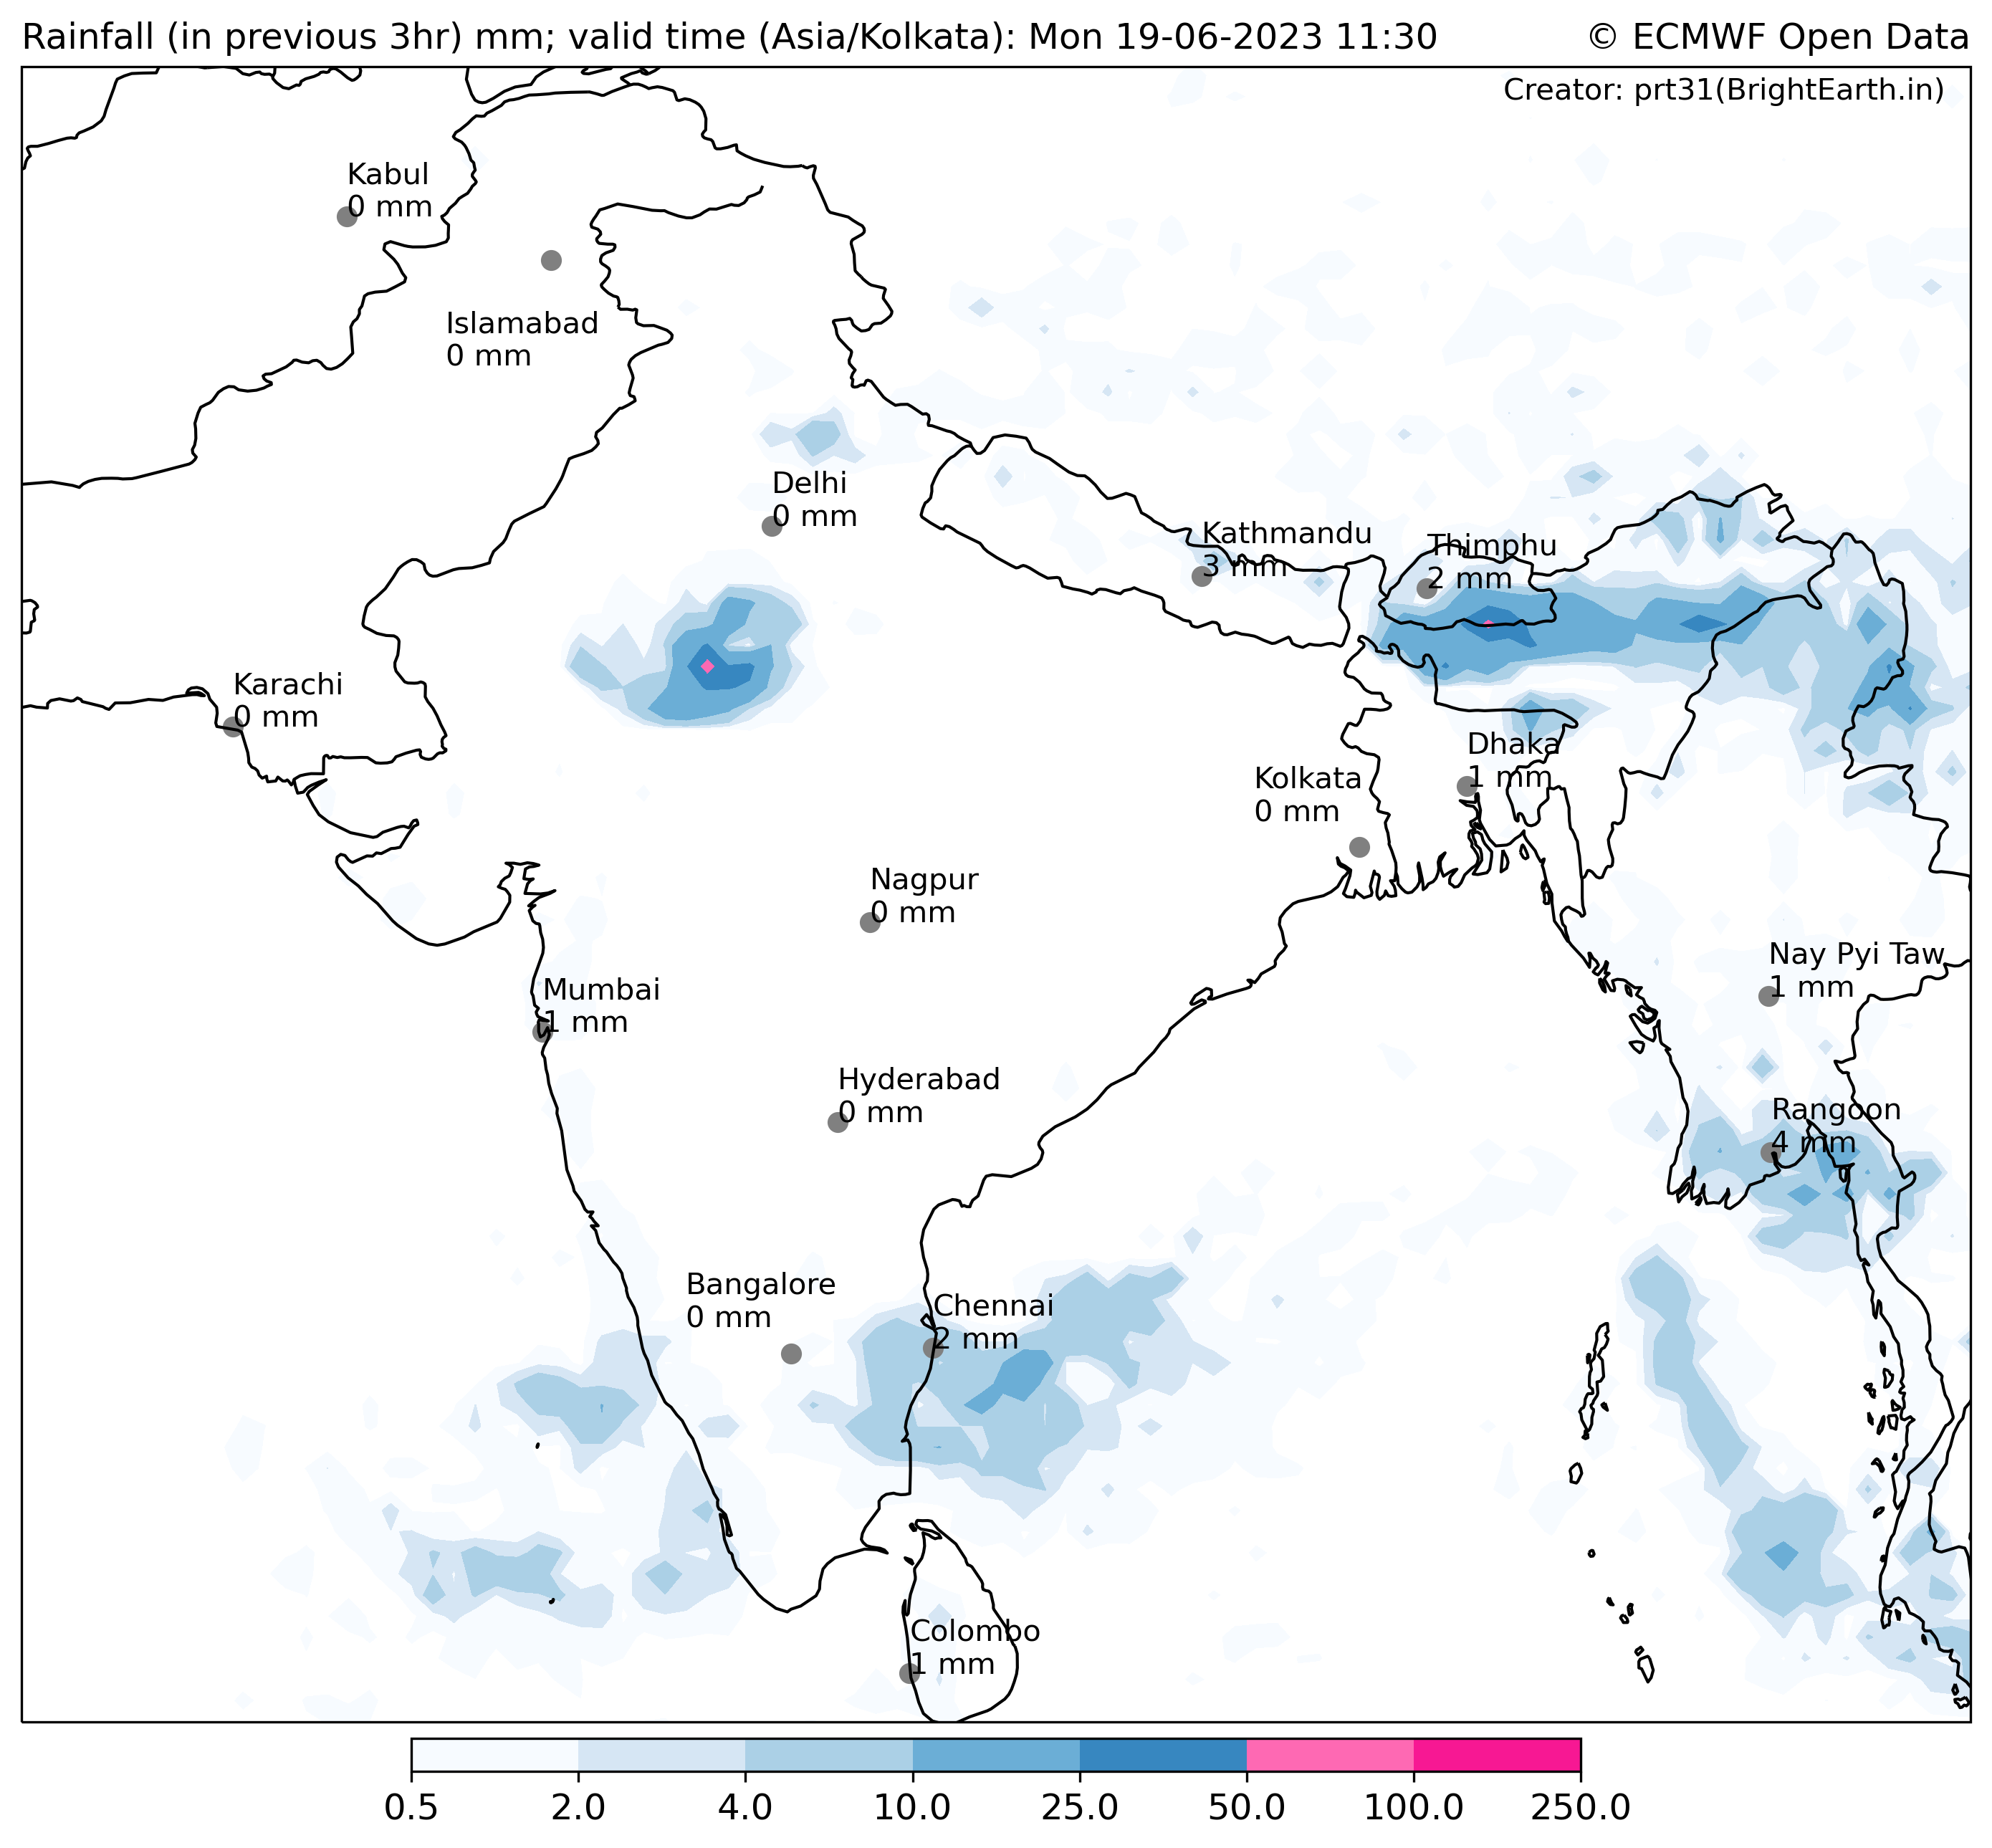 Rainfall (in previous 3hr) mm; valid time (Asia/Kolkata): Mon 19-06-2023 11:30
© ECMWF Open Data
Creator: prt31(BrightEarth.in)
Kabul
0 mm
Islamabad
0 mm
Delhi
0 mm
Kathmandu
3 mm
Thimphu
2 mm
Karachi
0 mm
Dhaka
1 mm
Kolkata
0 mm
Nagpur
0 mm
Nay Pyi Taw
1 mm
Mumbai
1 mm
Hyderabad
0 mm
Rangoon
4 mm
Bangalore
0 mm
Chennai
2 mm
Colombo
1 mm
0.5 2.0 4.0 10.0 25.0 50.0 100.0 250.0